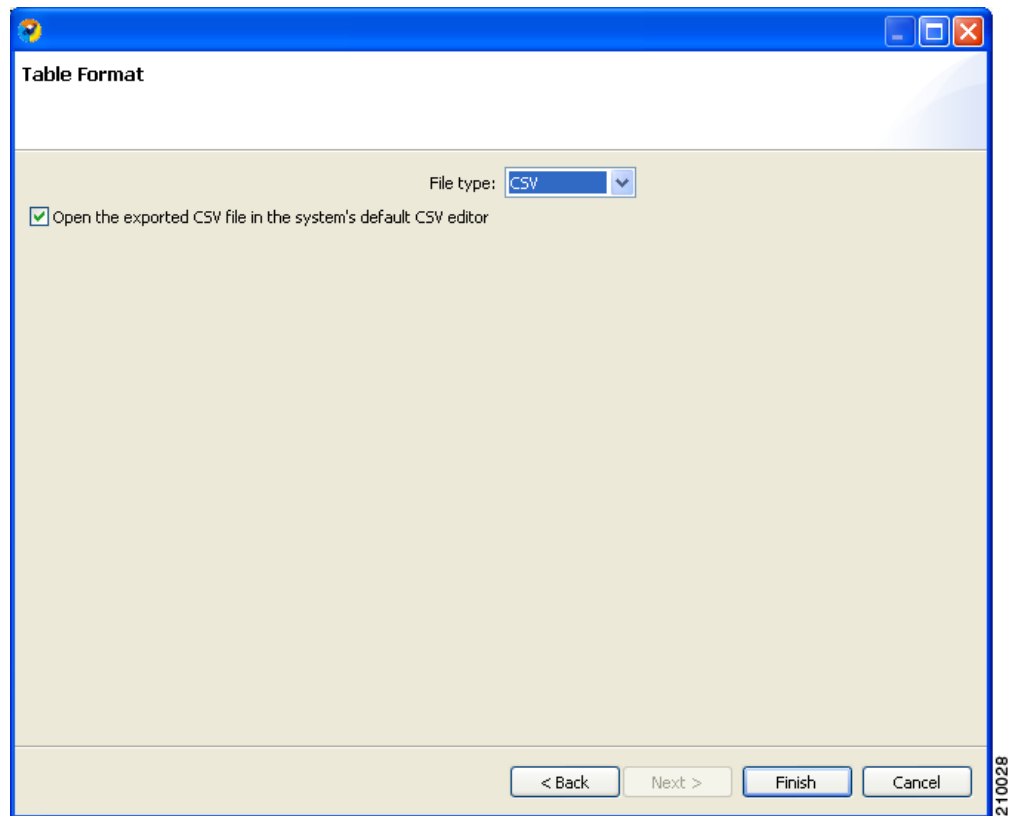 Table Format
File type: CSV
Open the exported CSV file in the system's default CSV editor
< Back Next > Finish Cancel
210028